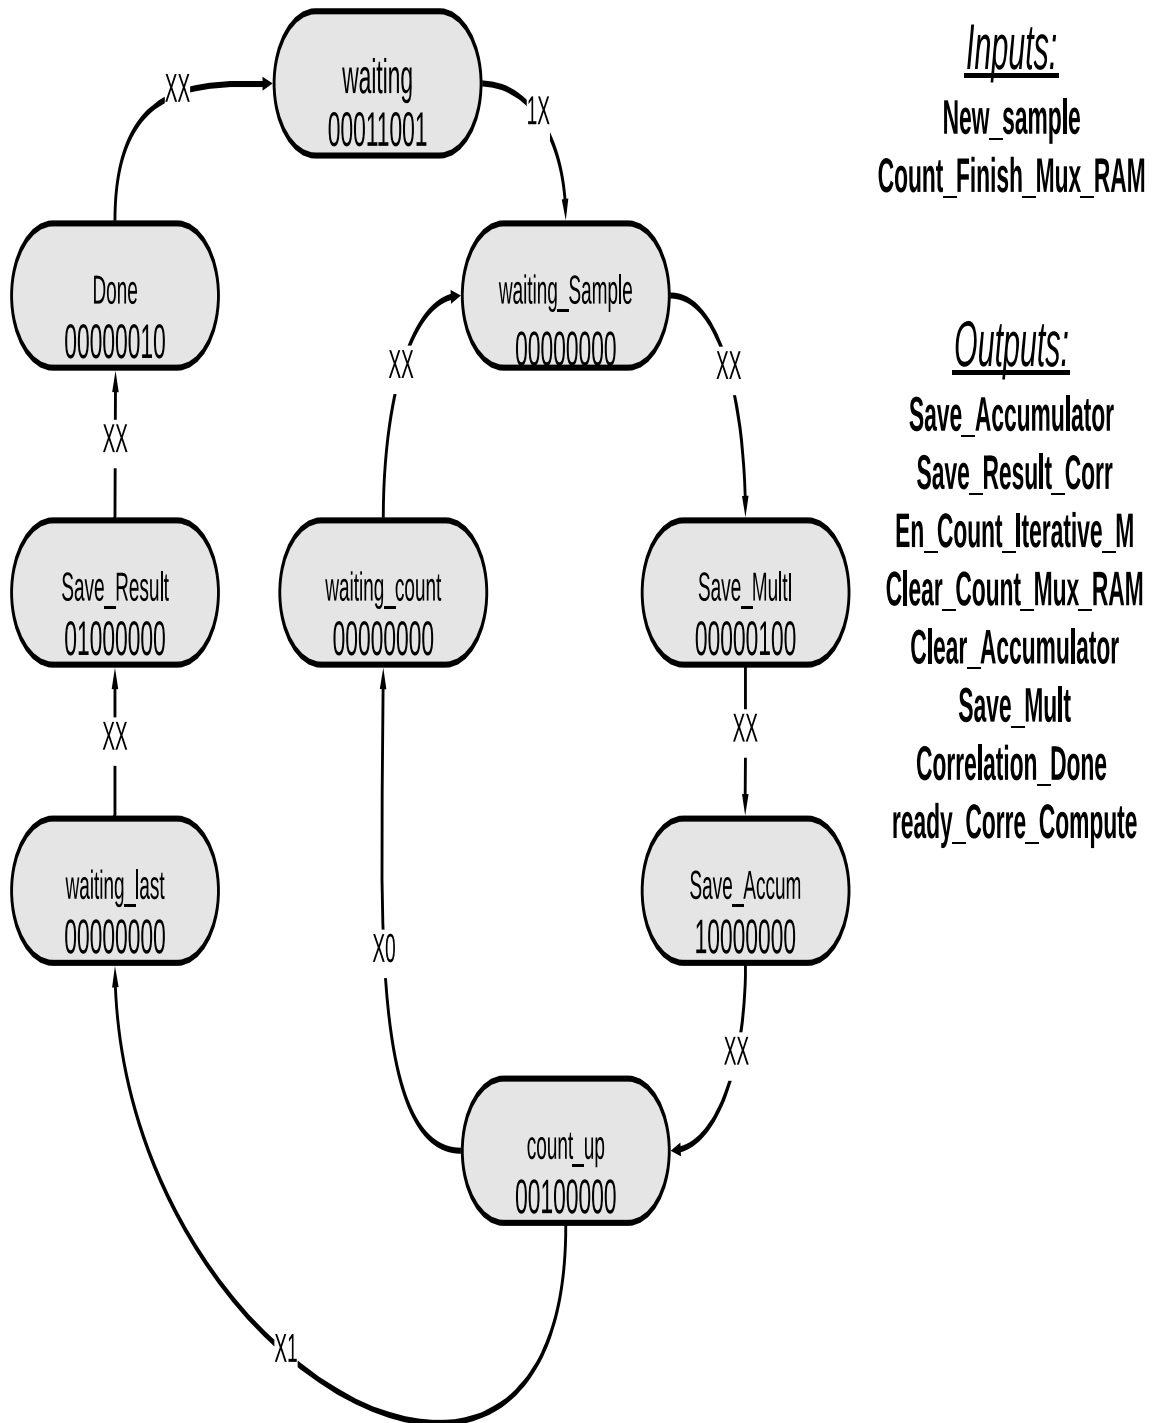 waiting
00011001
XX
1X
Inputs:
New_sample
Count_Finish_Mux_RAM
Done
00000010
waiting_Sample
00000000
XX
XX
XX
Outputs:
Save_Accumulator
Save_Result_Corr
En_Count_Iterative_M
Clear_Count_Mux_RAM
Clear_Accumulator
Save_Mult
Correlation_Done
ready_Corre_Compute
Save_Result
01000000
waiting_count
00000000
Save_Multl
00000100
XX
XX
waiting_last
00000000
Save_Accum
10000000
X0
XX
count_up
00100000
X1